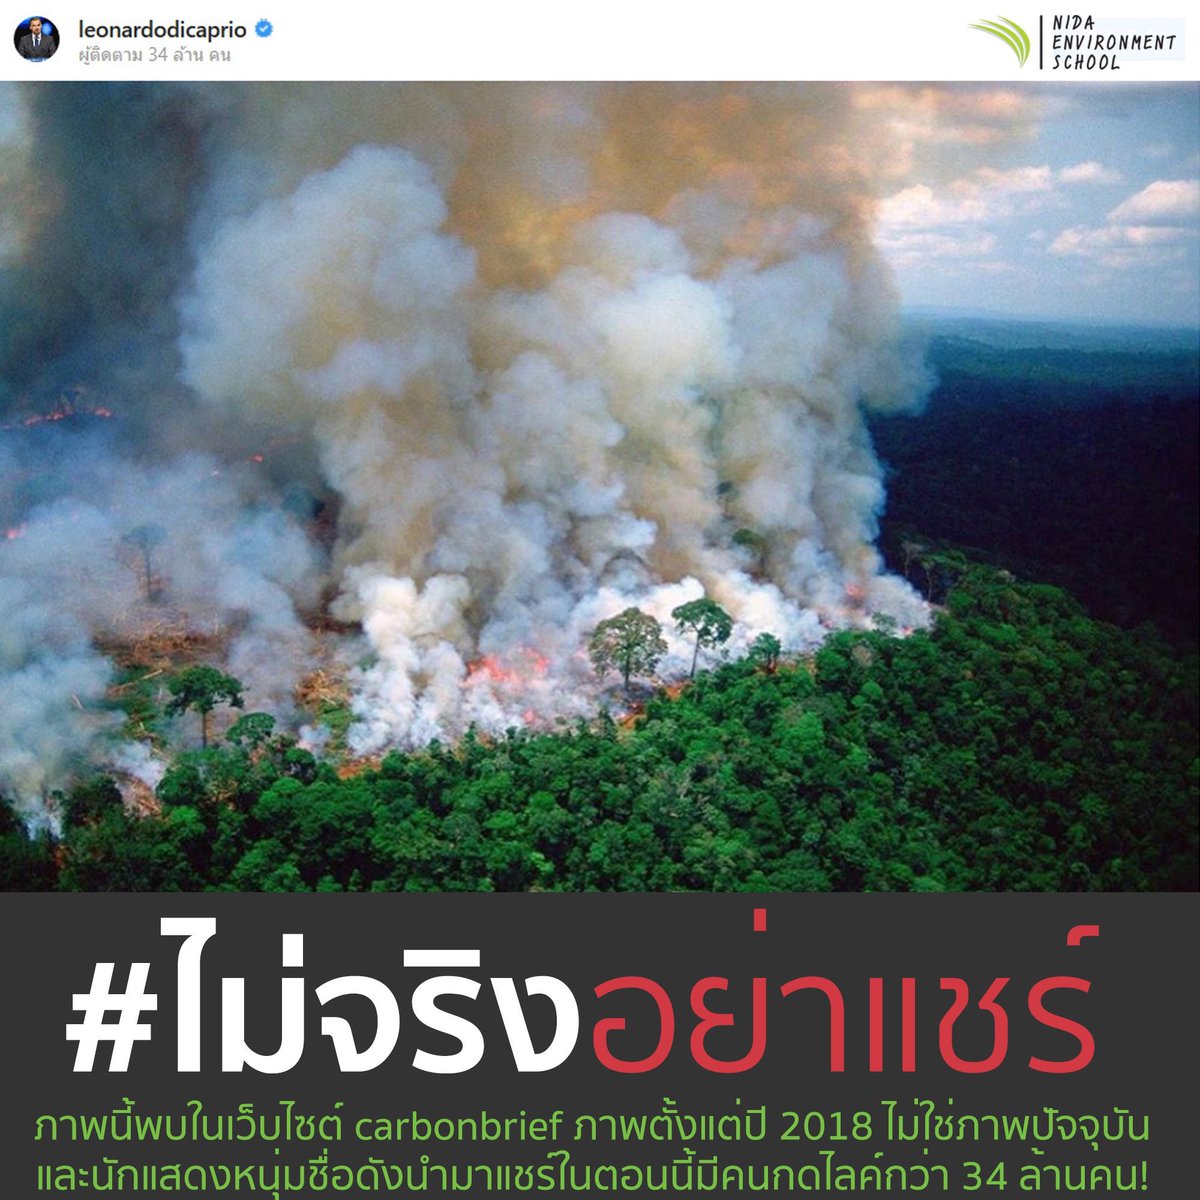 leonardodicaprio
ผู้ติดตาม 34 ล้าน คน
NIDA
ENVIRONMENT
SCHOOL
#ไม่จริงอย่าแชร์
ภาพนี้พบในเว็บไซต์ carbonbrief ภาพตั้งแต่ปี 2018 ไม่ใช่ภาพปัจจุบัน
และนักแสดงหนุ่มชื่อดังนำมาแชร์ในตอนนี้มีคนกดไลค์กว่า 34 ล้านคน!